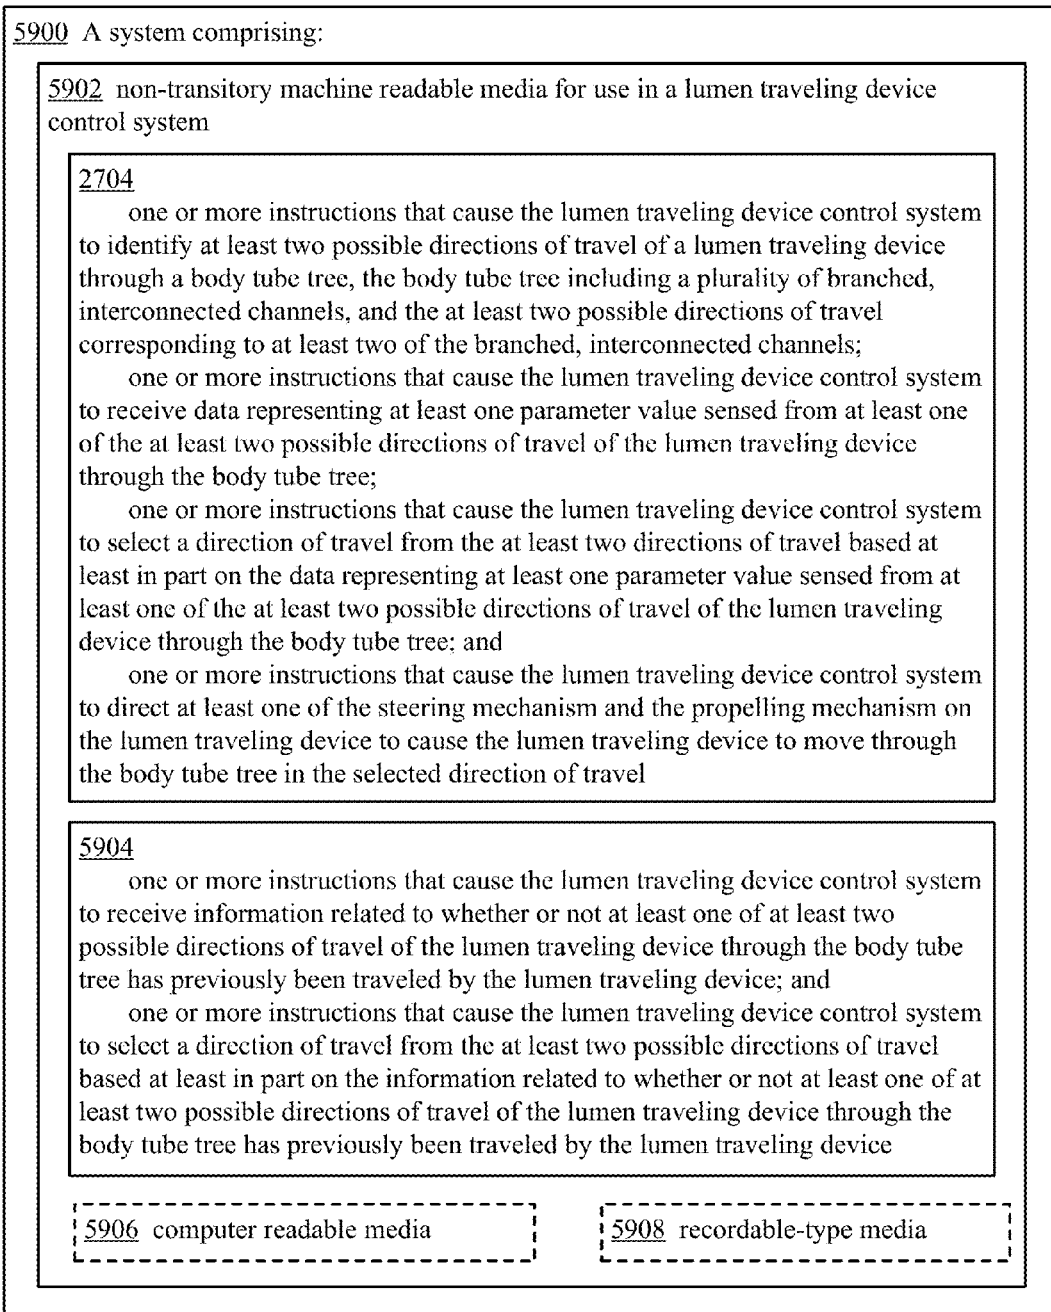 5900 A system comprising:
5902 non-transitory machine readable media for use in a lumen traveling device
control system
2704
one or more instructions that cause the lumen traveling device control system
to identify at least two possible directions of travel of a lumen traveling device
through a body tube tree, the body tube tree including a plurality of branched,
interconnected channels, and the at least two possible directions of travel
corresponding to at least two of the branched, interconnected channels;
one or more instructions that cause the lumen traveling device control system
to receive data representing at least one parameter value sensed from at least one
of the at least two possible directions of travel of the lumen traveling device
through the body tube tree;
one or more instructions that cause the lumen traveling device control system
to select a direction of travel from the at least two directions of travel based at
least in part on the data representing at least one parameter value sensed from at
least one of the at least two possible directions of travel of the lumen traveling
device through the body tube tree; and
one or more instructions that cause the lumen traveling device control system
to direct at least one of the steering mechanism and the propelling mechanism on
the lumen traveling device to cause the lumen traveling device to move through
the body tube tree in the selected direction of travel
5904
one or more instructions that cause the lumen traveling device control system
to receive information related to whether or not at least one of at least two
possible directions of travel of the lumen traveling device through the body tube
tree has previously been traveled by the lumen traveling device; and
one or more instructions that cause the lumen traveling device control system
to select a direction of travel from the at least two possible directions of travel
based at least in part on the information related to whether or not at least one of at
least two possible directions of travel of the lumen traveling device through the
body tube tree has previously been traveled by the lumen traveling device
5906 computer readable media
5908 recordable-type media